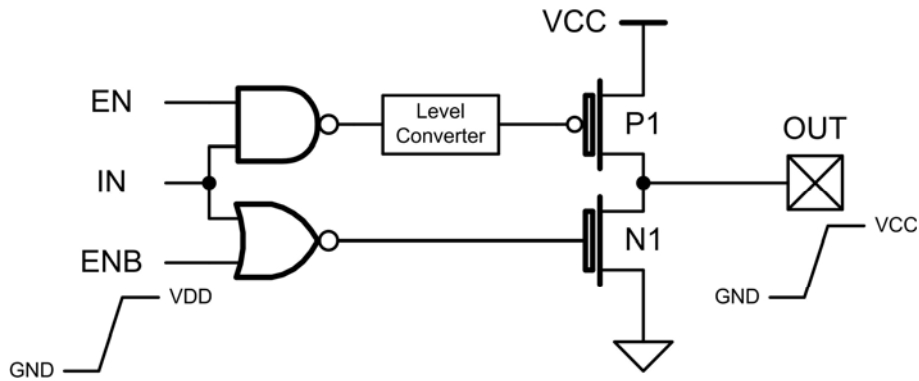 VCC
EN
Level
Converter
P1
OUT
IN
ENB
N1
VCC
GND
VDD
GND